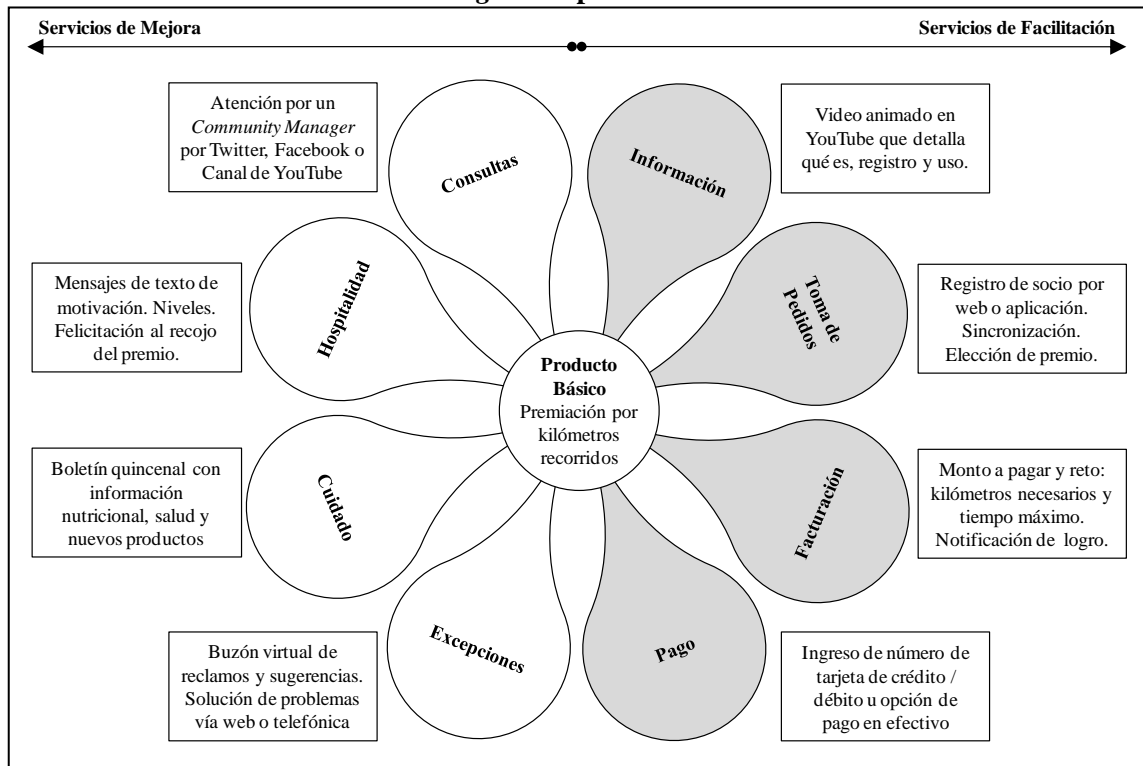 Servicios de Mejora
Servicios de Facilitación
Atención por un
Community Manager
por Twitter, Facebook o
Canal de YouTube
Consultas
Información
Video animado en
YouTube que detalla
qué es, registro y uso.
Mensajes de texto de
motivación. Niveles.
Felicitación al recojo
del premio.
Hospitalidad
Toma de
Pedidos
Registro de socio por
web o aplicación.
Sincronización.
Elección de premio.
Producto
Básico
Premiación por
kilómetros
recorridos
Boletín quincenal con
información
nutricional, salud y
nuevos productos
Cuidado
Facturación
Monto a pagar y reto:
kilómetros necesarios y
tiempo máximo.
Notificación de logro.
Buzón virtual de
reclamos y sugerencias.
Solución de problemas
vía web o telefónica
Excepciones
Pago
Ingreso de número de
tarjeta de crédito /
débito u opción de
pago en efectivo